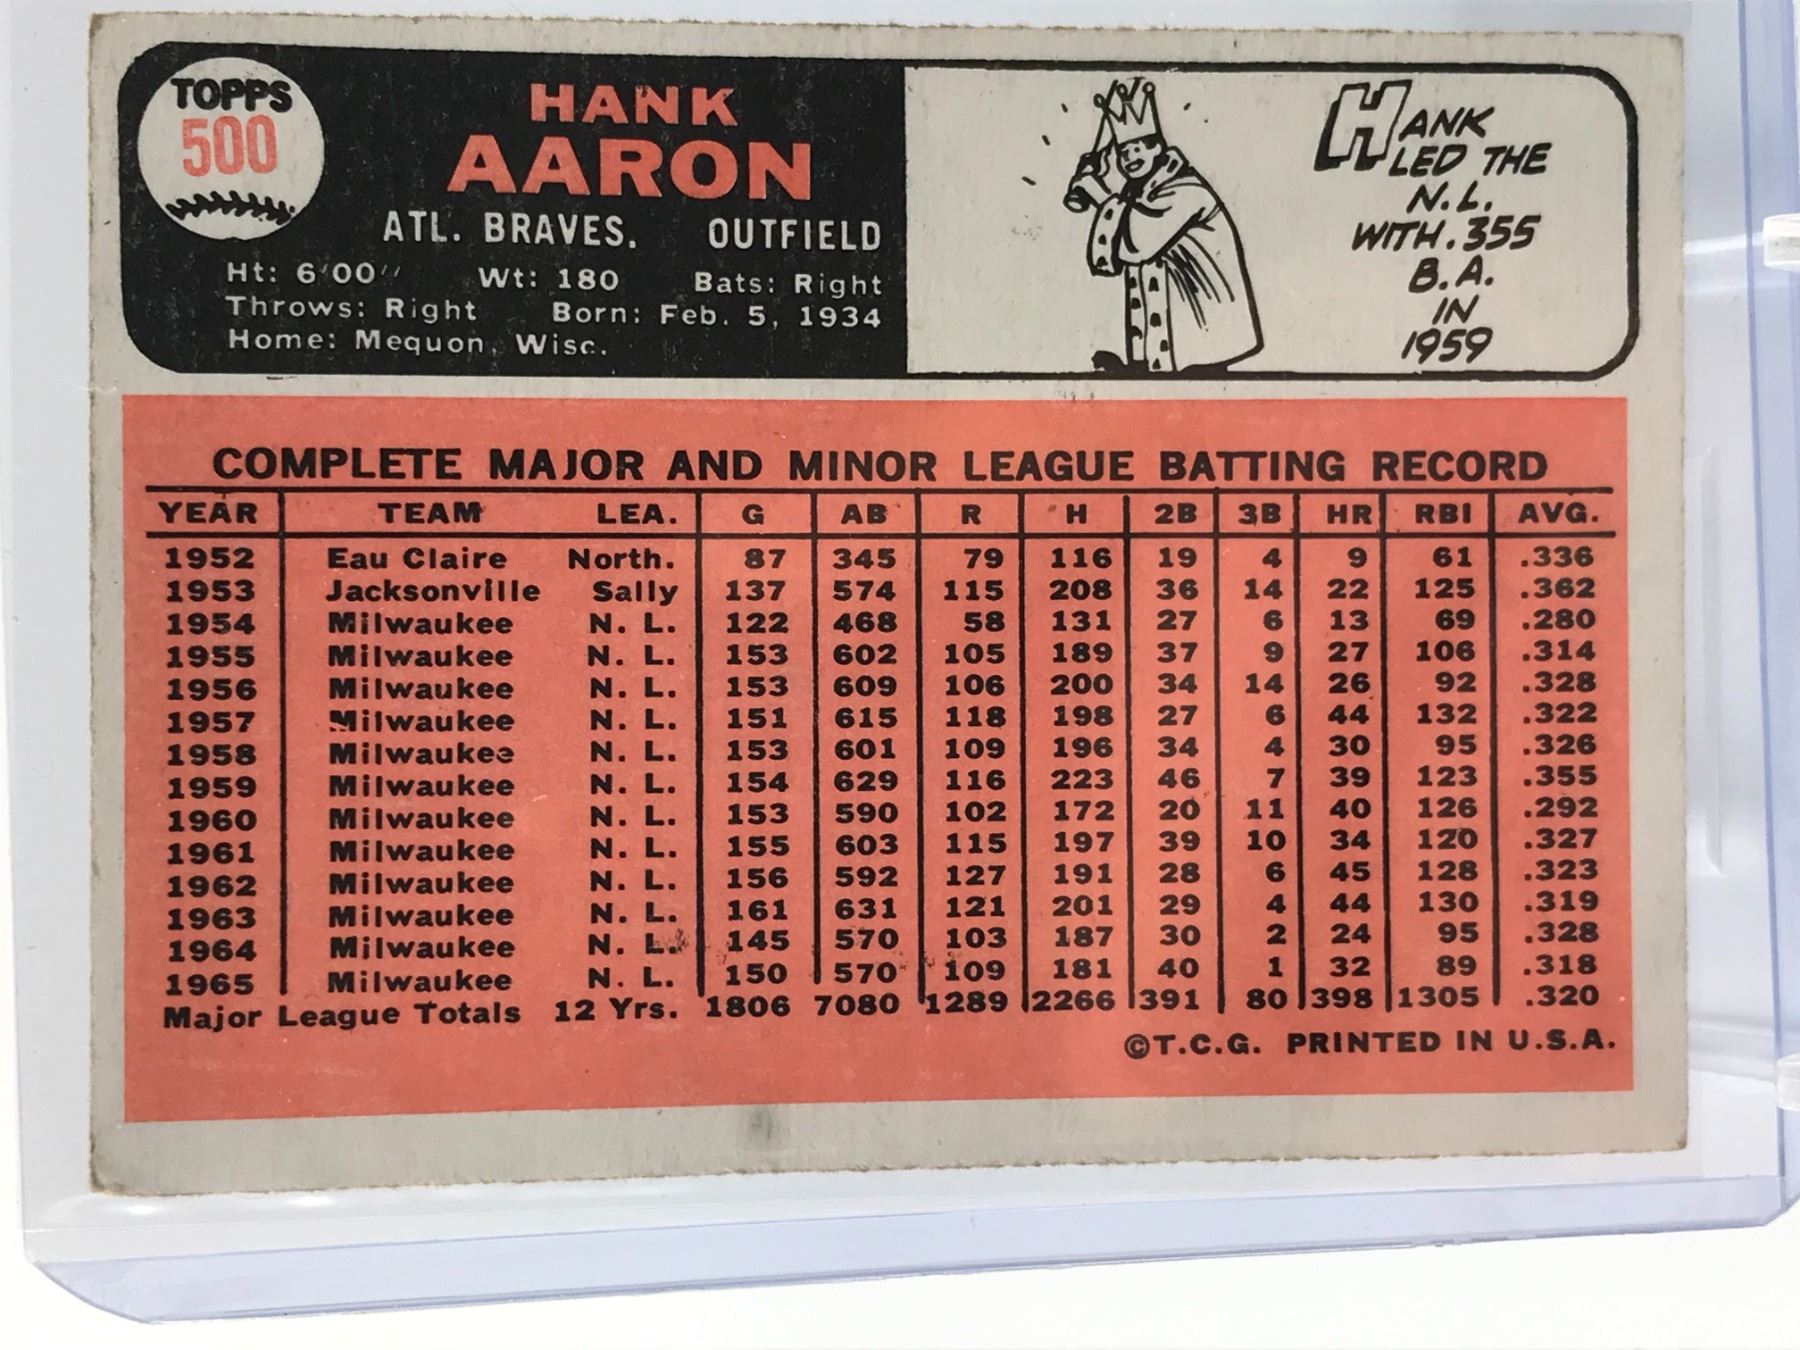 TOPPS
500
HANK
AARON
ATL. BRAVES. OUTFIELD
Ht: 6'00" Wt: 180 Bats: Right
Throws: Right Born: Feb. 5, 1934
Home: Mequon, Wisc.
HANK
LED THE
N.L.
WITH .355
B.A.
IN
1959
COMPLETE MAJOR AND MINOR LEAGUE BATTING RECORD
YEAR TEAM LEA. G AB R H 2B 3B HR RBI AVG.
1952 Eau Claire North. 87 345 79 116 19 4 9 61 .336
1953 Jacksonville Sally 137 574 115 208 36 14 22 125 .362
1954 Milwaukee N. L. 122 468 58 131 27 6 13 69 .280
1955 Milwaukee N. L. 153 602 105 189 37 9 27 106 .314
1956 Milwaukee N. L. 153 609 106 200 34 14 26 92 .328
1957 Milwaukee N. L. 151 615 118 198 27 6 44 132 .322
1958 Milwaukee N. L. 153 601 109 196 34 4 30 95 .326
1959 Milwaukee N. L. 154 629 116 223 46 7 39 123 .355
1960 Milwaukee N. L. 153 590 102 172 20 11 40 126 .292
1961 Milwaukee N. L. 155 603 115 197 39 10 34 120 .327
1962 Milwaukee N. L. 156 592 127 191 28 6 45 128 .323
1963 Milwaukee N. L. 161 631 121 201 29 4 44 130 .319
1964 Milwaukee N. L. 145 570 103 187 30 2 24 95 .328
1965 Milwaukee N. L. 150 570 109 181 40 1 32 89 .318
Major League Totals 12 Yrs. 1806 7080 1289 2266 391 80 398 1305 .320
©T.C.G. PRINTED IN U.S.A.